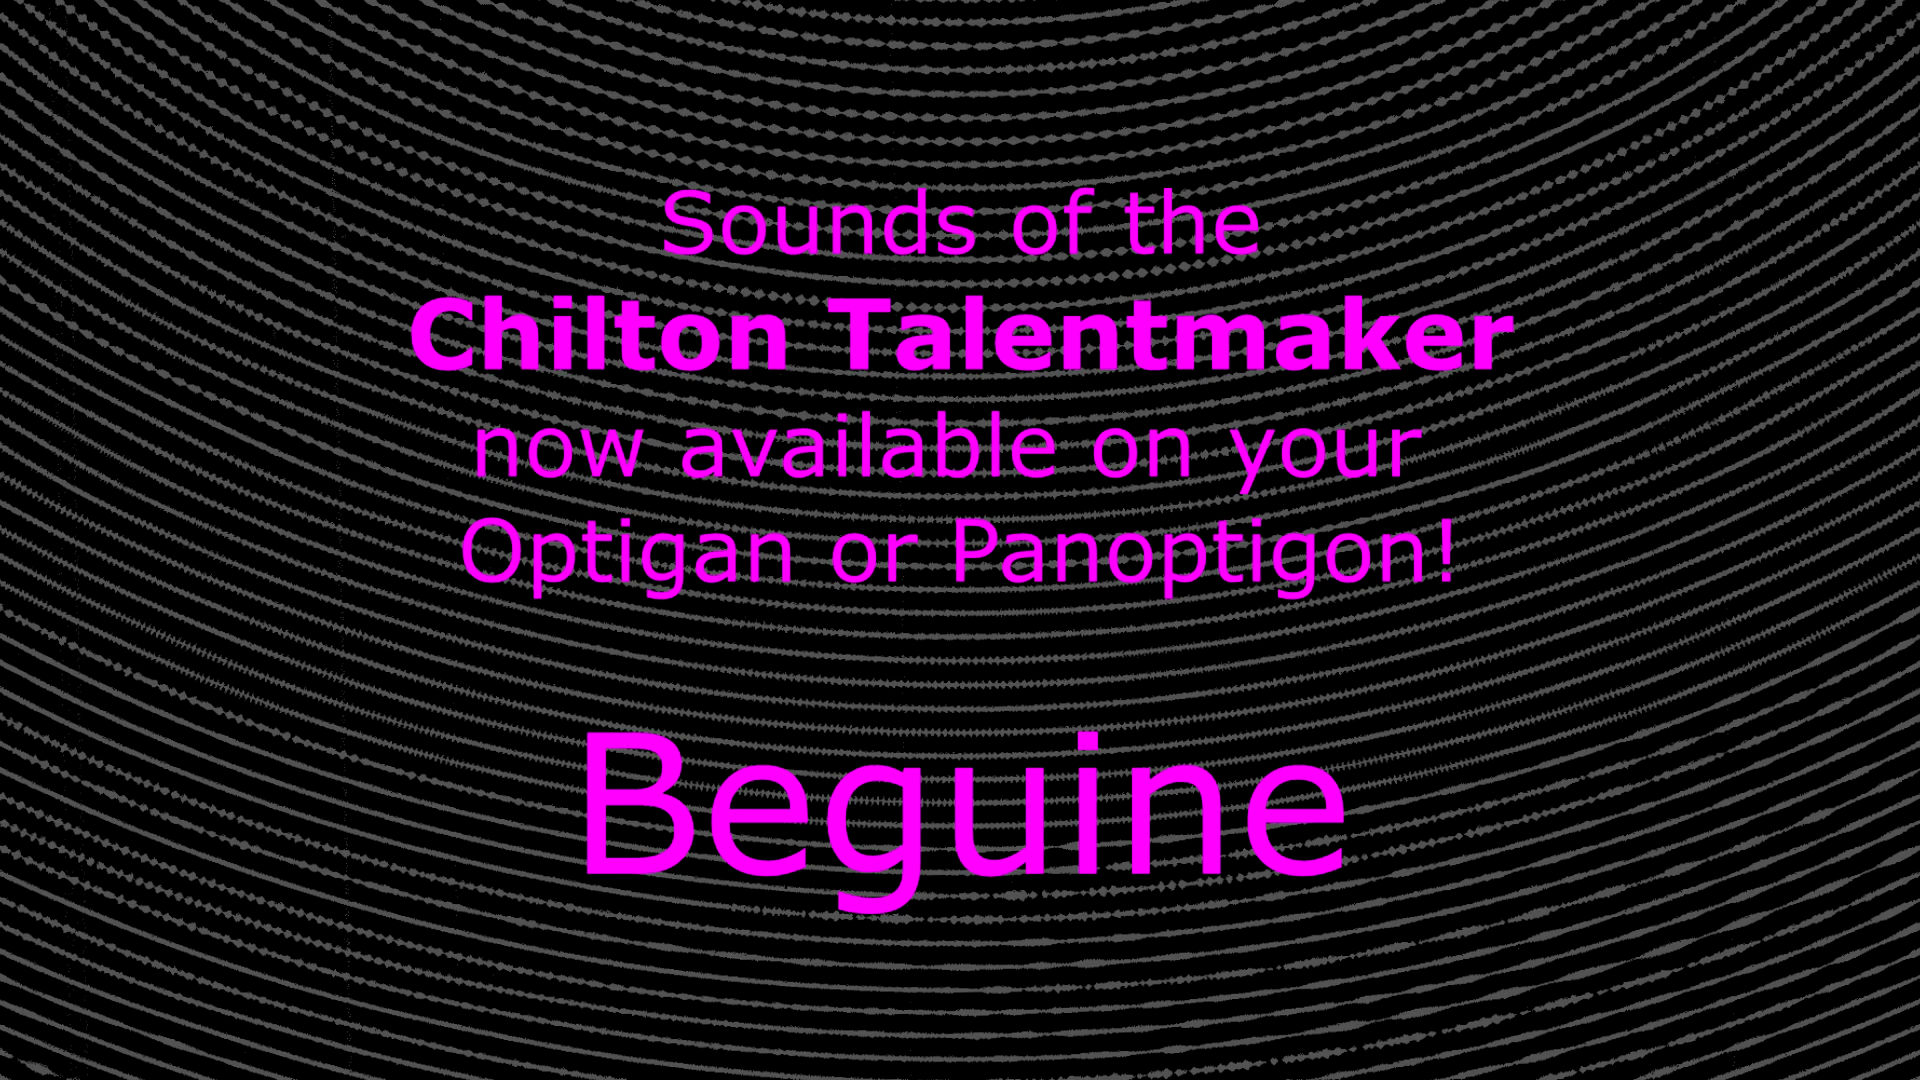 Sounds of the
Chilton Talentmaker
now available on your
Optigan or Panoptigon!
Beguine